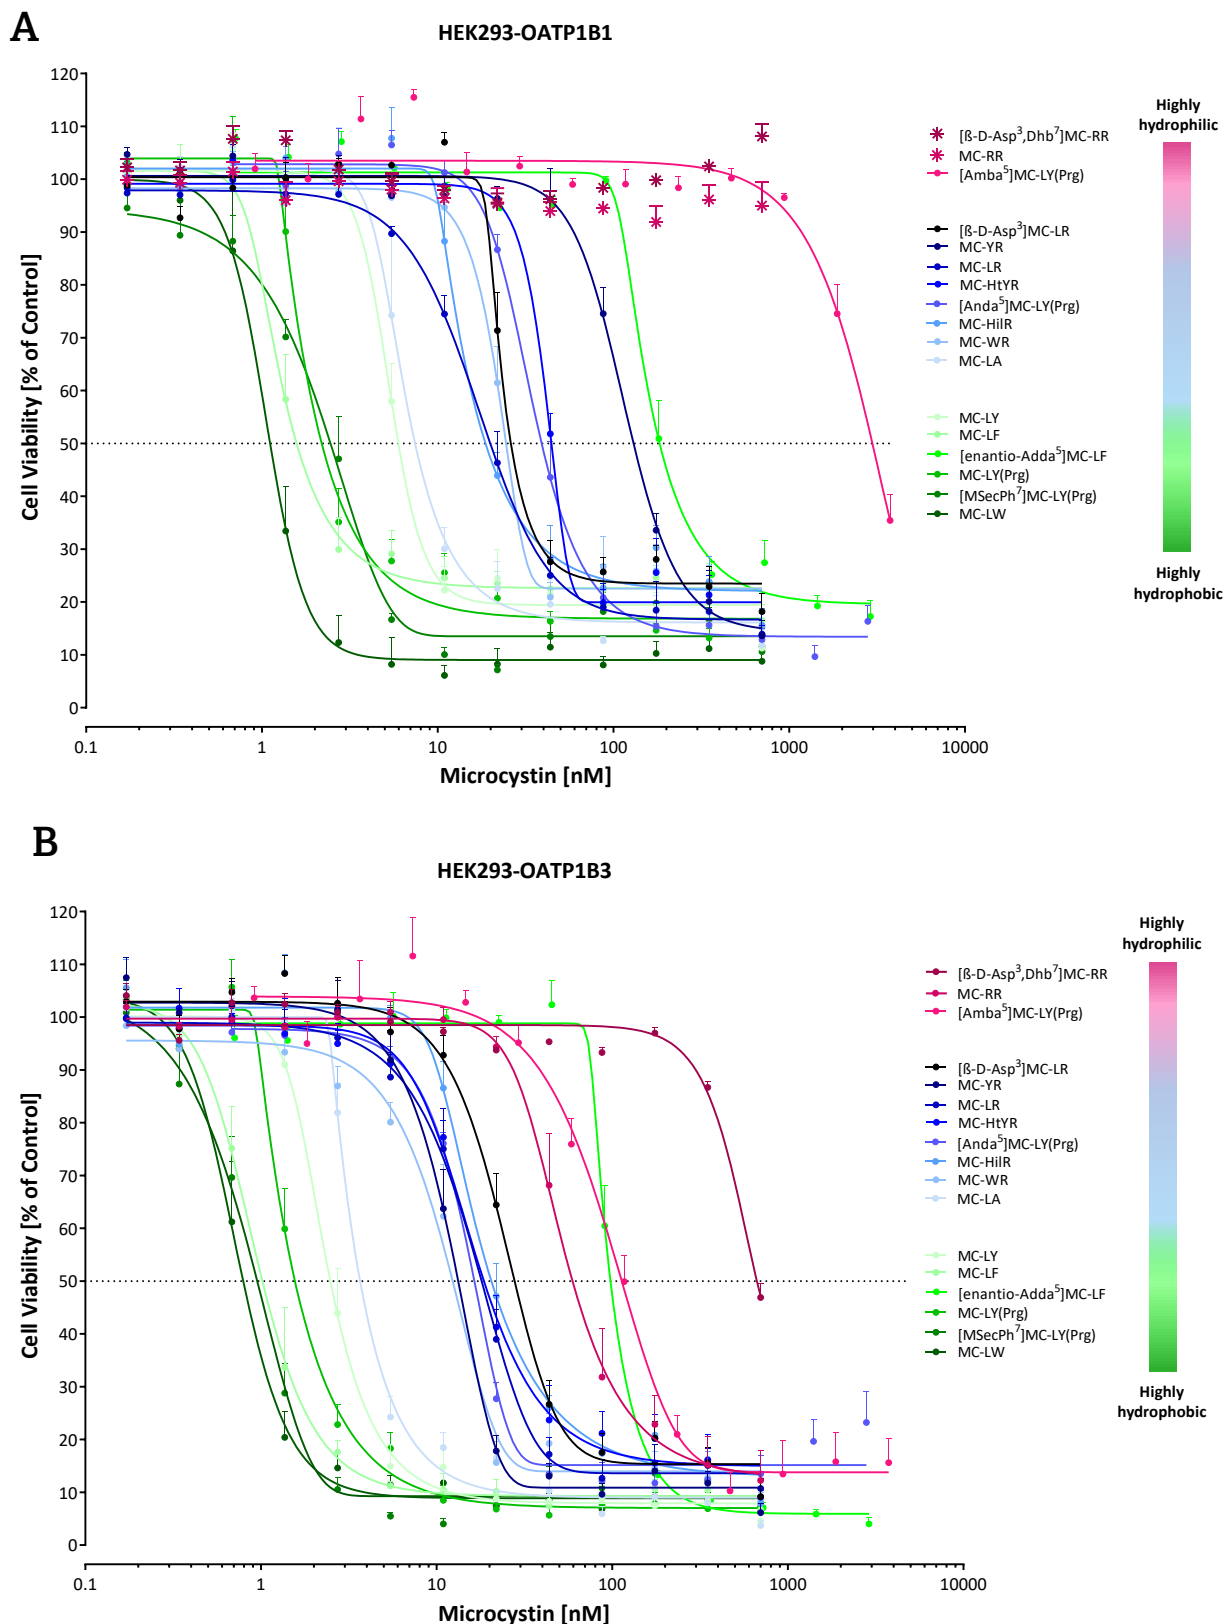 A
HEK293-OATP1B1
Cell Viability [% of Control]
120
110
100
90
80
70
60
50
40
30
20
10
0
0.1
1
10
100
1000
10000
Microcystin [nM]
[ß-D-Asp³,Dhb⁷]MC-RR
MC-RR
[Amba⁵]MC-LY(Prg)
[ß-D-Asp³]MC-LR
MC-YR
MC-LR
MC-HtYR
[Anda⁵]MC-LY(Prg)
MC-HilR
MC-WR
MC-LA
MC-LY
MC-LF
[enantio-Adda⁵]MC-LF
MC-LY(Prg)
[MSecPh⁷]MC-LY(Prg)
MC-LW
Highly
hydrophilic
Highly
hydrophobic
B
HEK293-OATP1B3
Cell Viability [% of Control]
120
110
100
90
80
70
60
50
40
30
20
10
0
0.1
1
10
100
1000
10000
Microcystin [nM]
[ß-D-Asp³,Dhb⁷]MC-RR
MC-RR
[Amba⁵]MC-LY(Prg)
[ß-D-Asp³]MC-LR
MC-YR
MC-LR
MC-HtYR
[Anda⁵]MC-LY(Prg)
MC-HilR
MC-WR
MC-LA
MC-LY
MC-LF
[enantio-Adda⁵]MC-LF
MC-LY(Prg)
[MSecPh⁷]MC-LY(Prg)
MC-LW
Highly
hydrophilic
Highly
hydrophobic